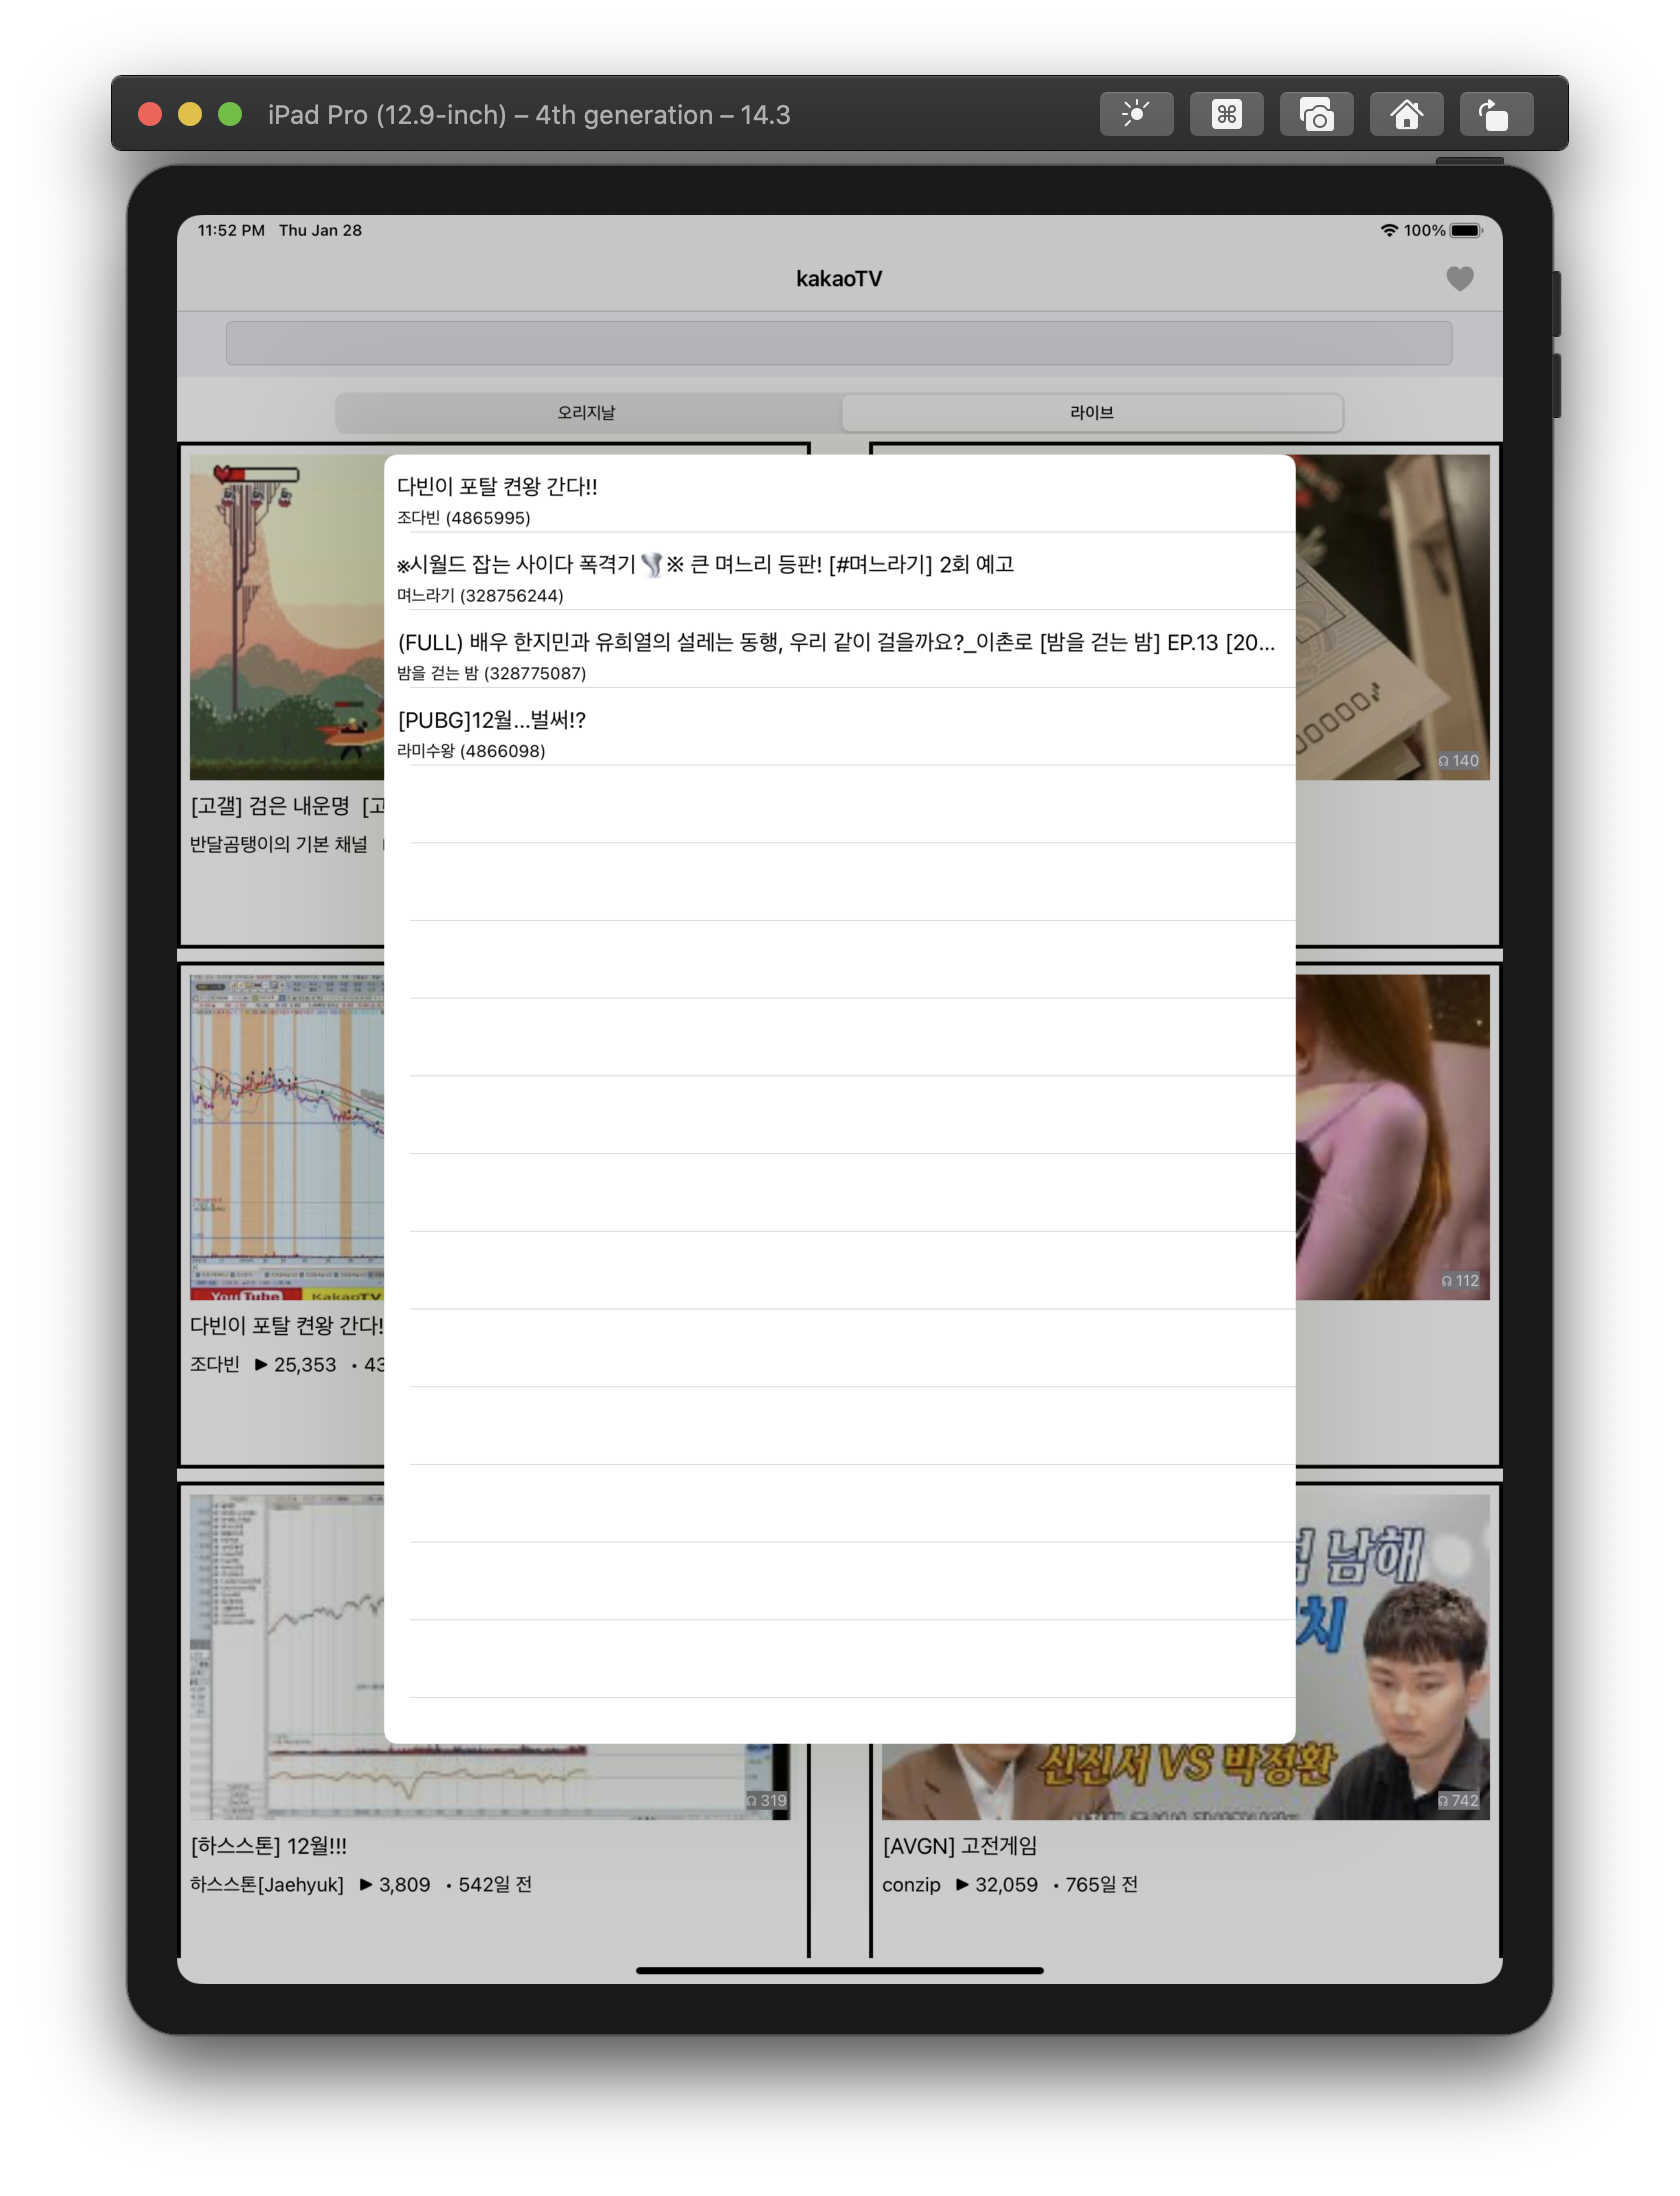 iPad Pro (12.9-inch) – 4th generation – 14.3
11:52 PM Thu Jan 28
100%
kakaoTV
오리지날
라이브
다빈이 포탈 켠왕 간다!!
조다빈 (4865995)
※시월드 잡는 사이다 폭격기🌪※ 큰 며느리 등판! [#며느라기] 2회 예고
며느라기 (328756244)
(FULL) 배우 한지민과 유희열의 설레는 동행, 우리 같이 걸을까요?_이촌로 [밤을 걷는 밤] EP.13 [20...
밤을 걷는 밤 (328775087)
[PUBG]12월...벌써!?
라미수왕 (4866098)
140
[고갤] 검은 내운명 [고
반달곰탱이의 기본 채널
YouTube KakaoTV
112
다빈이 포탈 켠왕 간다!
조다빈 ▶ 25,353 • 43
319
남해
치
신진서 VS 박정환
742
[하스스톤] 12월!!!
하스스톤[Jaehyuk] ▶ 3,809 • 542일 전
[AVGN] 고전게임
conzip ▶ 32,059 • 765일 전